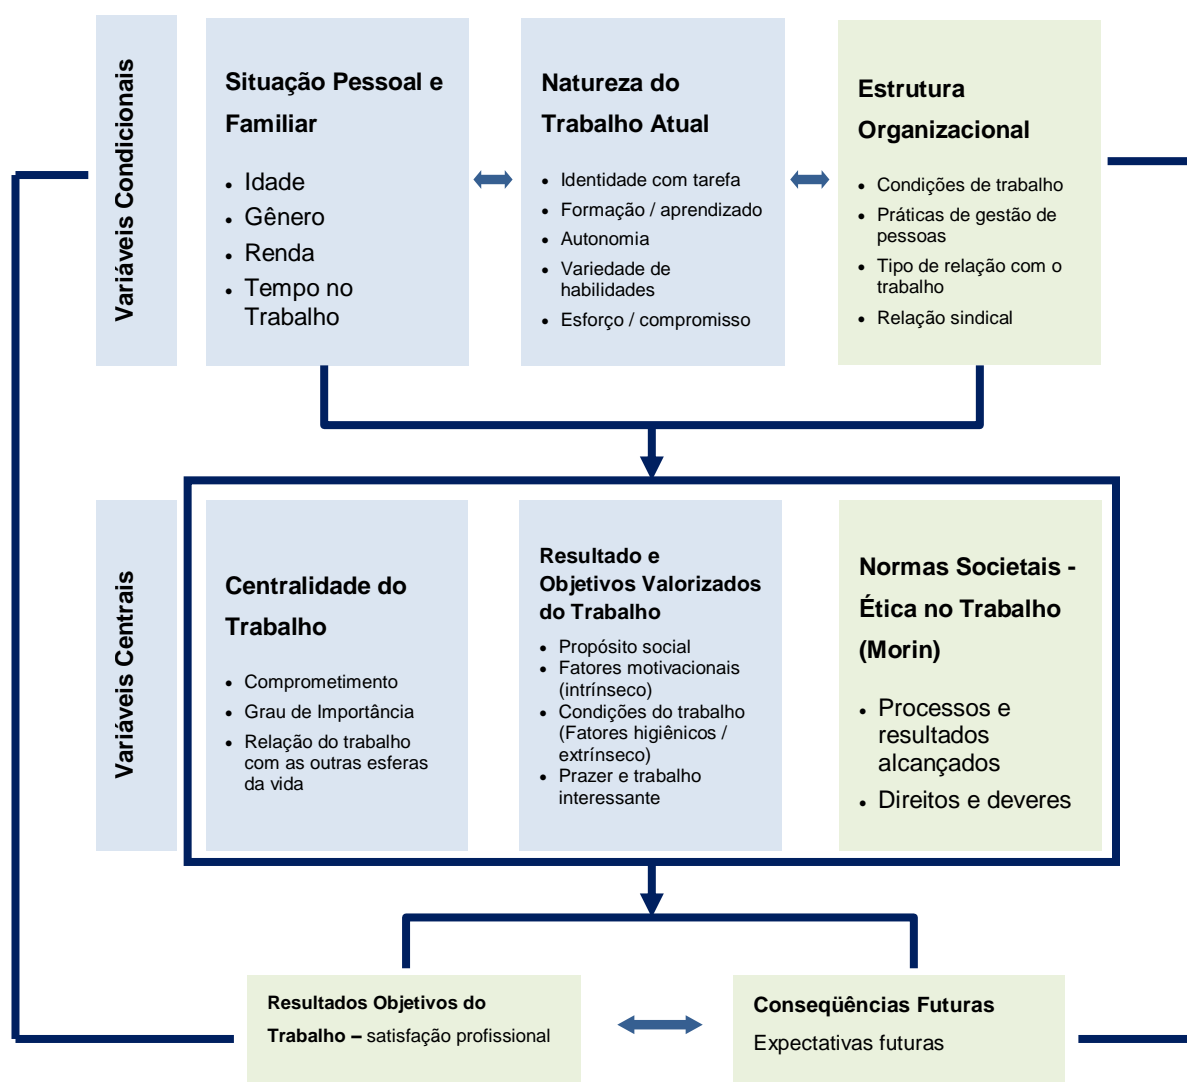 Variáveis Condicionais
Situação Pessoal e
Familiar
• Idade
• Gênero
• Renda
• Tempo no
Trabalho
Natureza do
Trabalho Atual
• Identidade com tarefa
• Formação / aprendizado
• Autonomia
• Variedade de
habilidades
• Esforço / compromisso
Estrutura
Organizacional
• Condições de trabalho
• Práticas de gestão de
pessoas
• Tipo de relação com o
trabalho
• Relação sindical
Variáveis Centrais
Centralidade do
Trabalho
• Comprometimento
• Grau de Importância
• Relação do trabalho
com as outras esferas
da vida
Resultado e
Objetivos Valorizados
do Trabalho
• Propósito social
• Fatores motivacionais
(intrínseco)
• Condições do trabalho
(Fatores higiênicos /
extrínseco)
• Prazer e trabalho
interessante
Normas Societais -
Ética no Trabalho
(Morin)
• Processos e
resultados
alcançados
• Direitos e deveres
Resultados Objetivos do
Trabalho – satisfação profissional
Conseqüências Futuras
Expectativas futuras